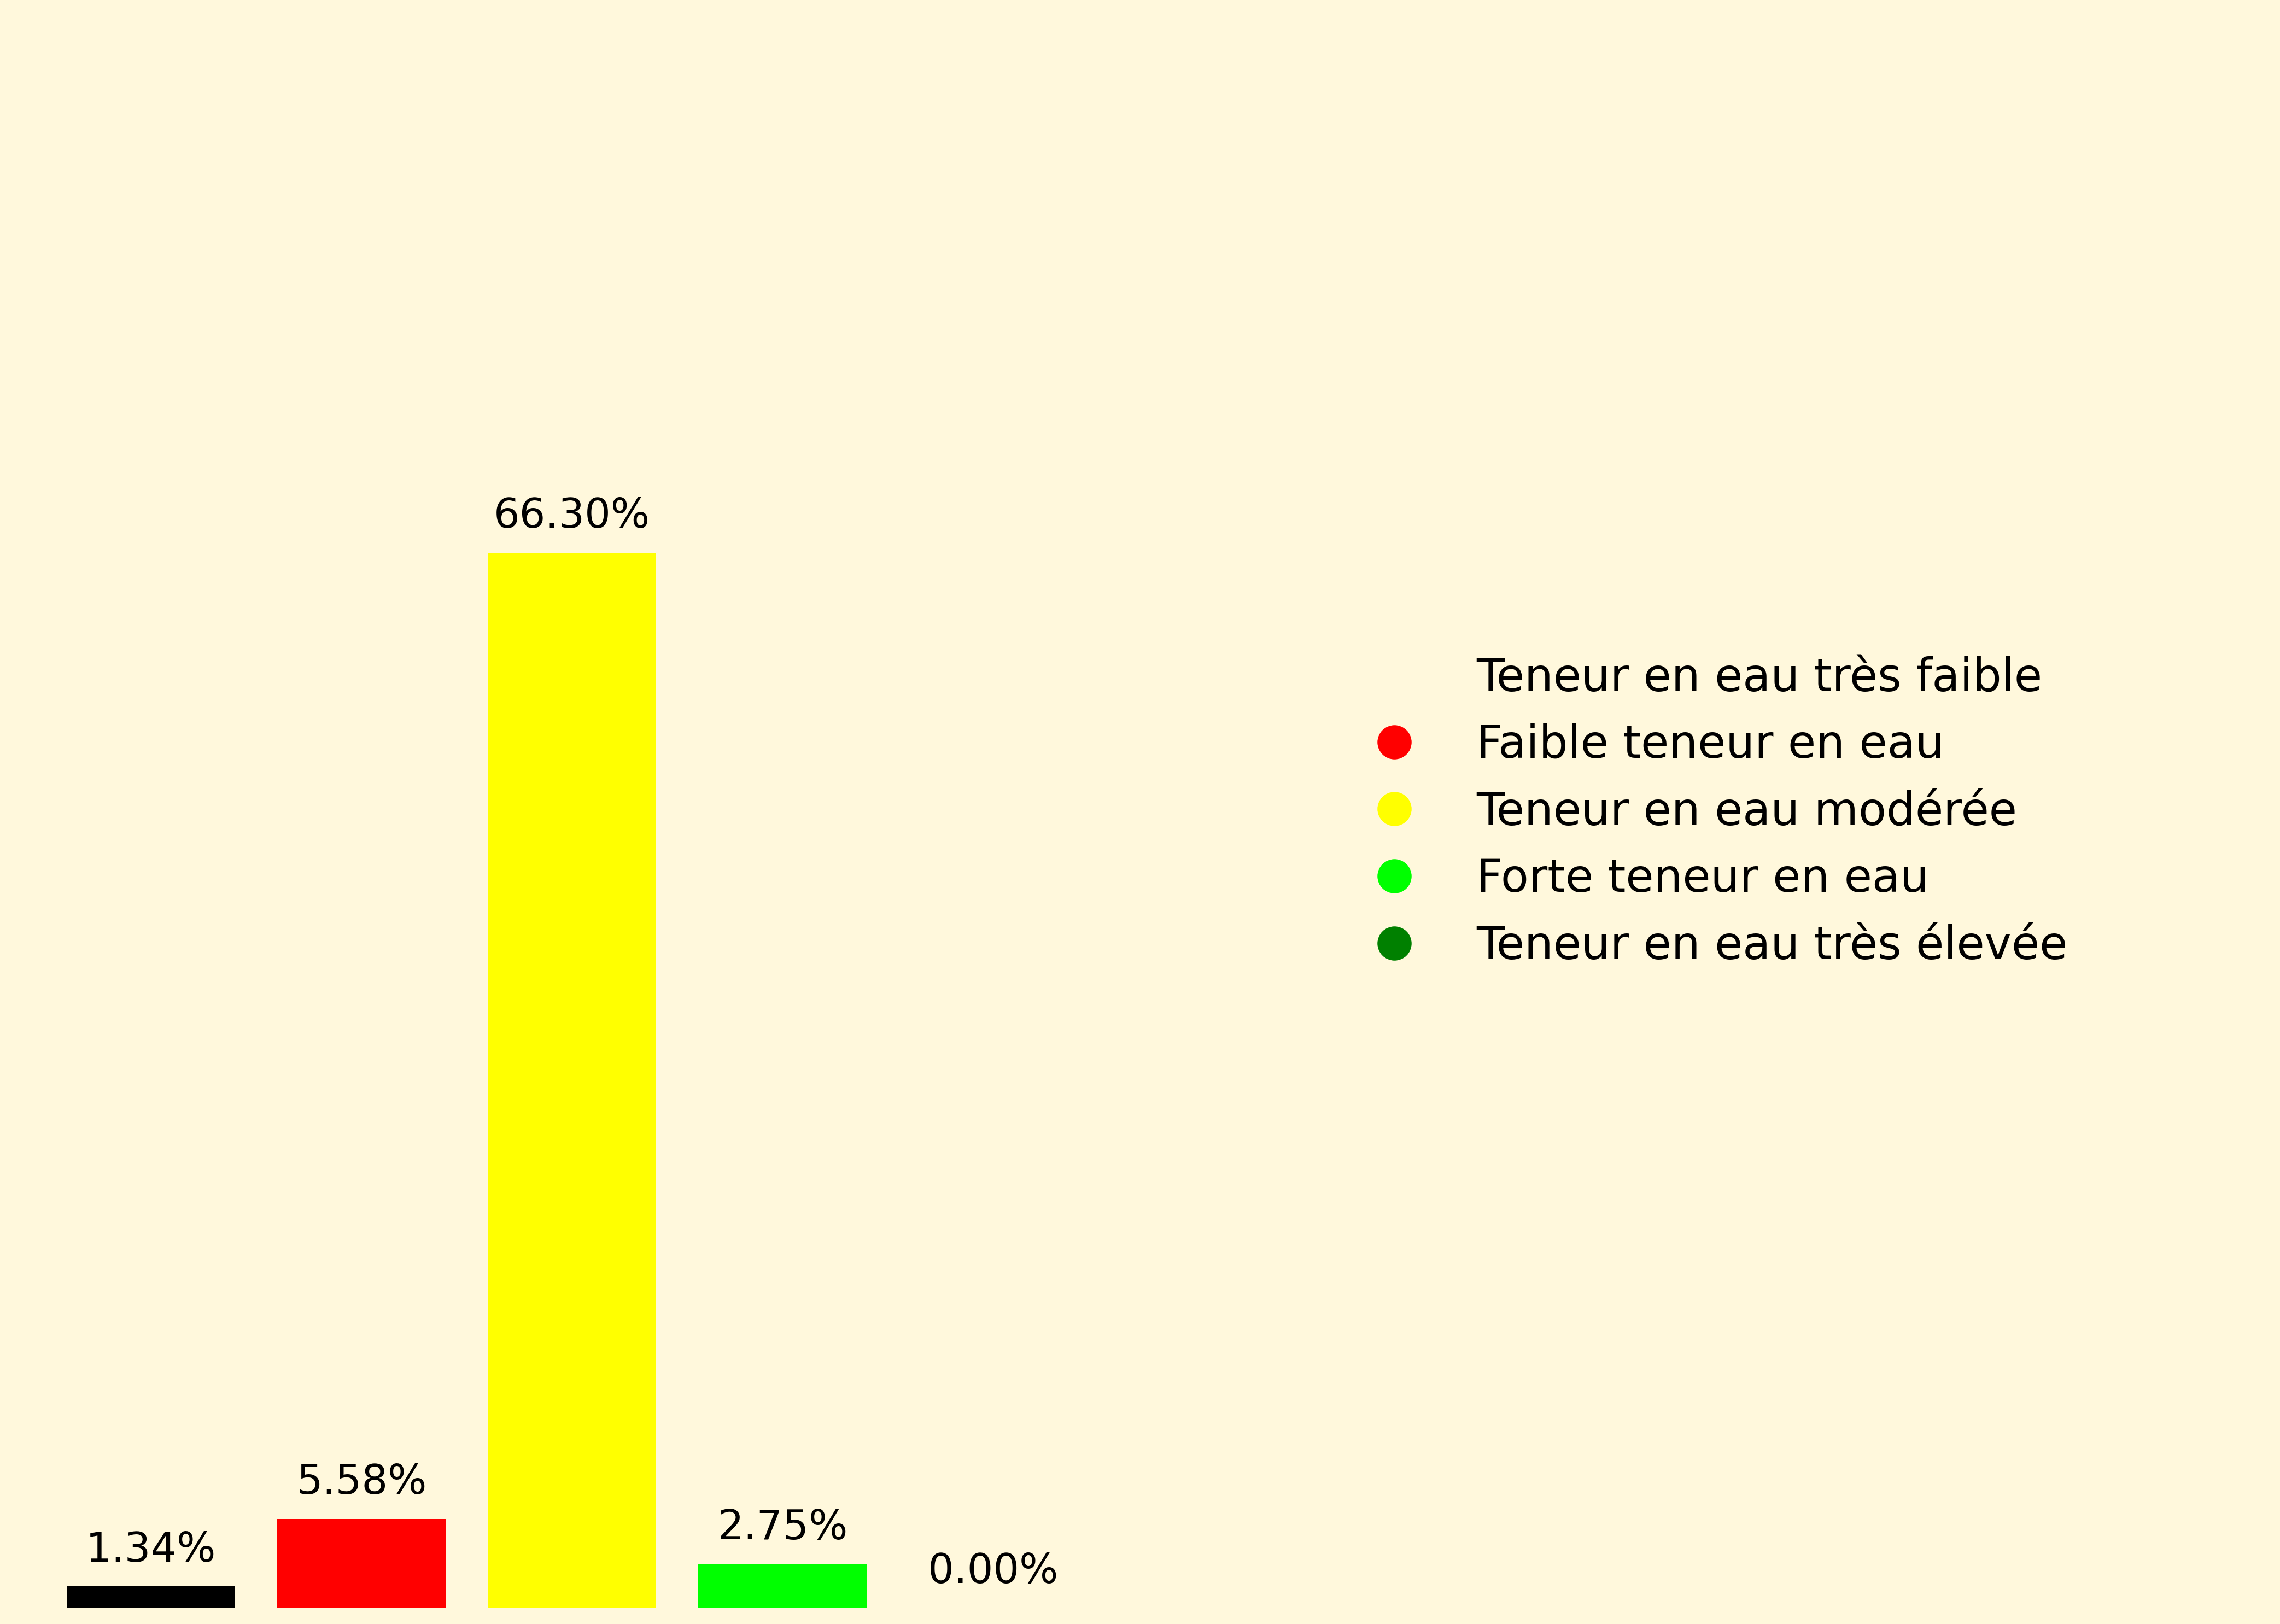 66.30%
5.58%
1.34%
2.75%
0.00%
Teneur en eau très faible
Faible teneur en eau
Teneur en eau modérée
Forte teneur en eau
Teneur en eau très élevée